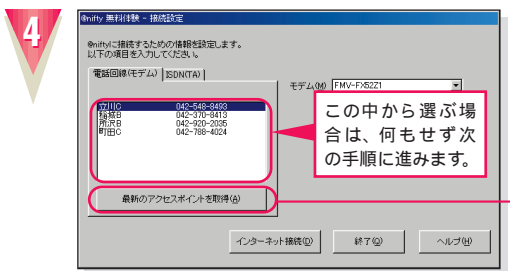 4
@nifty 無料体験 - 接続設定
@niftyに接続するための情報を設定します。
以下の項目を入力してください。
電話回線(モデム)
ISDN(TA)
モデム(M)
FMV-FX52Z1
立川C 042-548-8493
稲城B 042-370-8413
所沢B 042-920-2035
町田C 042-788-4024
この中から選ぶ場
合は、何もせず次
の手順に進みます。
最新のアクセスポイントを取得(A)
インターネット接続(D)
終了(Q)
ヘルプ(H)